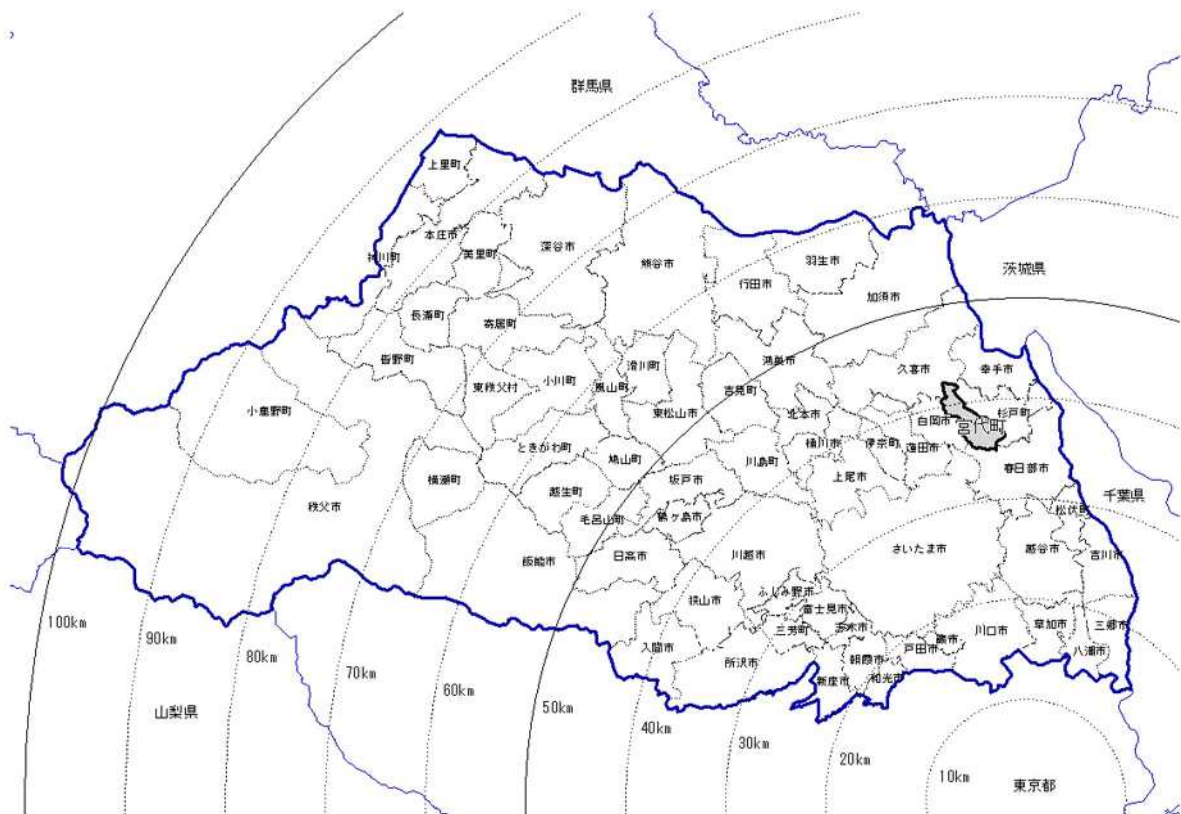 群馬県
上里町
本庄市
神川町
美里町
深谷市
熊谷市
行田市
羽生市
加須市
茨城県
長瀞町
寄居町
皆野町
東秩父村
小川町
嵐山町
滑川町
吉見町
鴻巣市
久喜市
幸手市
小鹿野町
東松山市
北本市
白岡市
宮代町
杉戸町
ときがわ町
鳩山町
川島町
桶川市
伊奈町
蓮田市
春日部市
横瀬町
越生町
坂戸市
上尾市
千葉県
秩父市
毛呂山町
鶴ヶ島市
松伏町
飯能市
日高市
川越市
さいたま市
越谷市
吉川市
狭山市
ふじみ野市
富士見市
三芳町
志木市
100km
90km
80km
70km
60km
50km
40km
30km
20km
10km
入間市
所沢市
新座市
朝霞市
和光市
戸田市
蕨市
川口市
草加市
八潮市
三郷市
山梨県
東京都